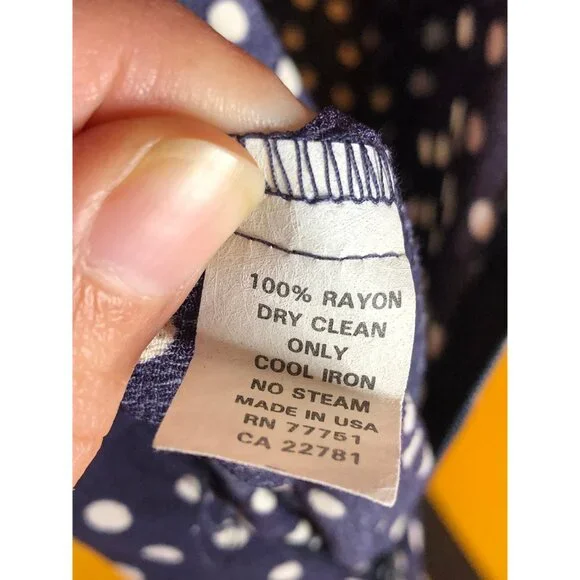 100% RAYON
DRY CLEAN
ONLY
COOL IRON
NO STEAM
MADE IN USA
RN 77751
CA 22781